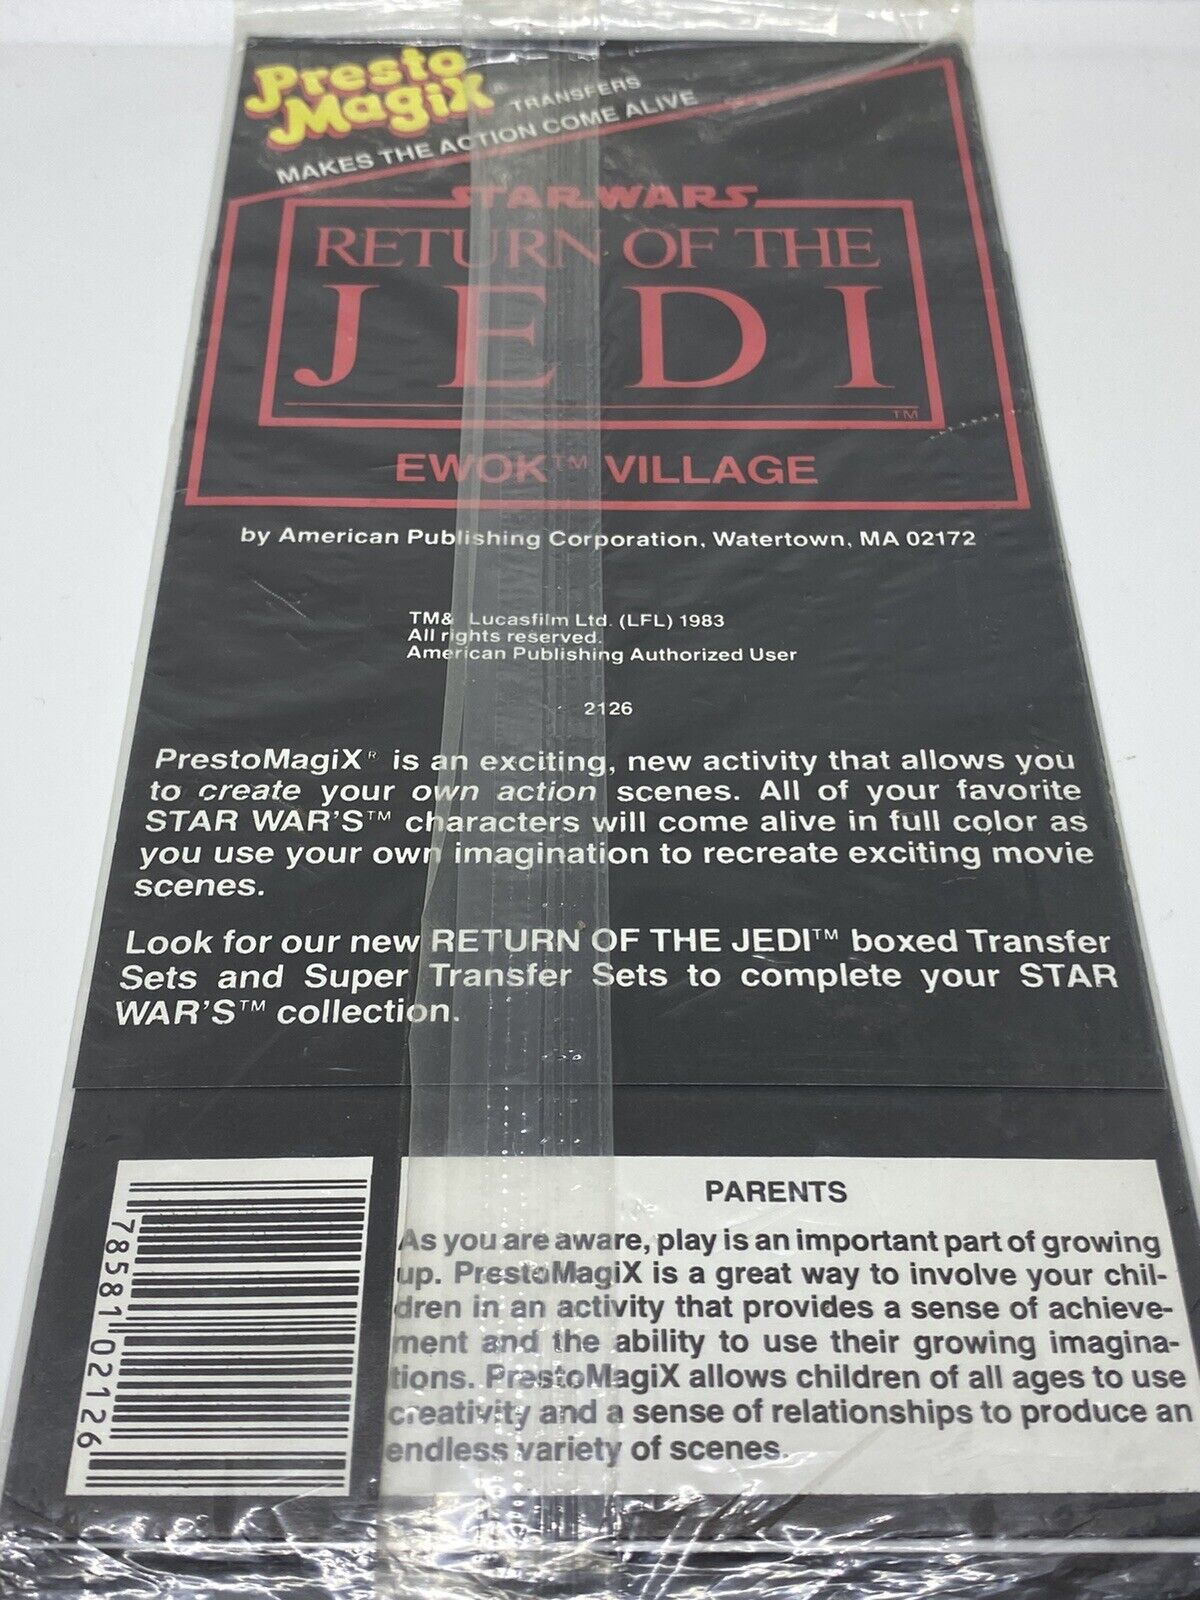 Presto
MagiX® TRANSFERS
MAKES THE ACTION COME ALIVE
STAR WARS
RETURN OF THE
JEDI
TM
EWOK™ VILLAGE
by American Publishing Corporation, Watertown, MA 02172
TM& Lucasfilm Ltd. (LFL) 1983
All rights reserved.
American Publishing Authorized User
2126
PrestoMagiX® is an exciting, new activity that allows you
to create your own action scenes. All of your favorite
STAR WAR'S™ characters will come alive in full color as
you use your own imagination to recreate exciting movie
scenes.
Look for our new RETURN OF THE JEDI™ boxed Transfer
Sets and Super Transfer Sets to complete your STAR
WAR'S™ collection.
78581 02126
PARENTS
As you are aware, play is an important part of growing
up. PrestoMagiX is a great way to involve your chil-
dren in an activity that provides a sense of achieve-
ment and the ability to use their growing imagina-
tions. PrestoMagiX allows children of all ages to use
creativity and a sense of relationships to produce an
endless variety of scenes.